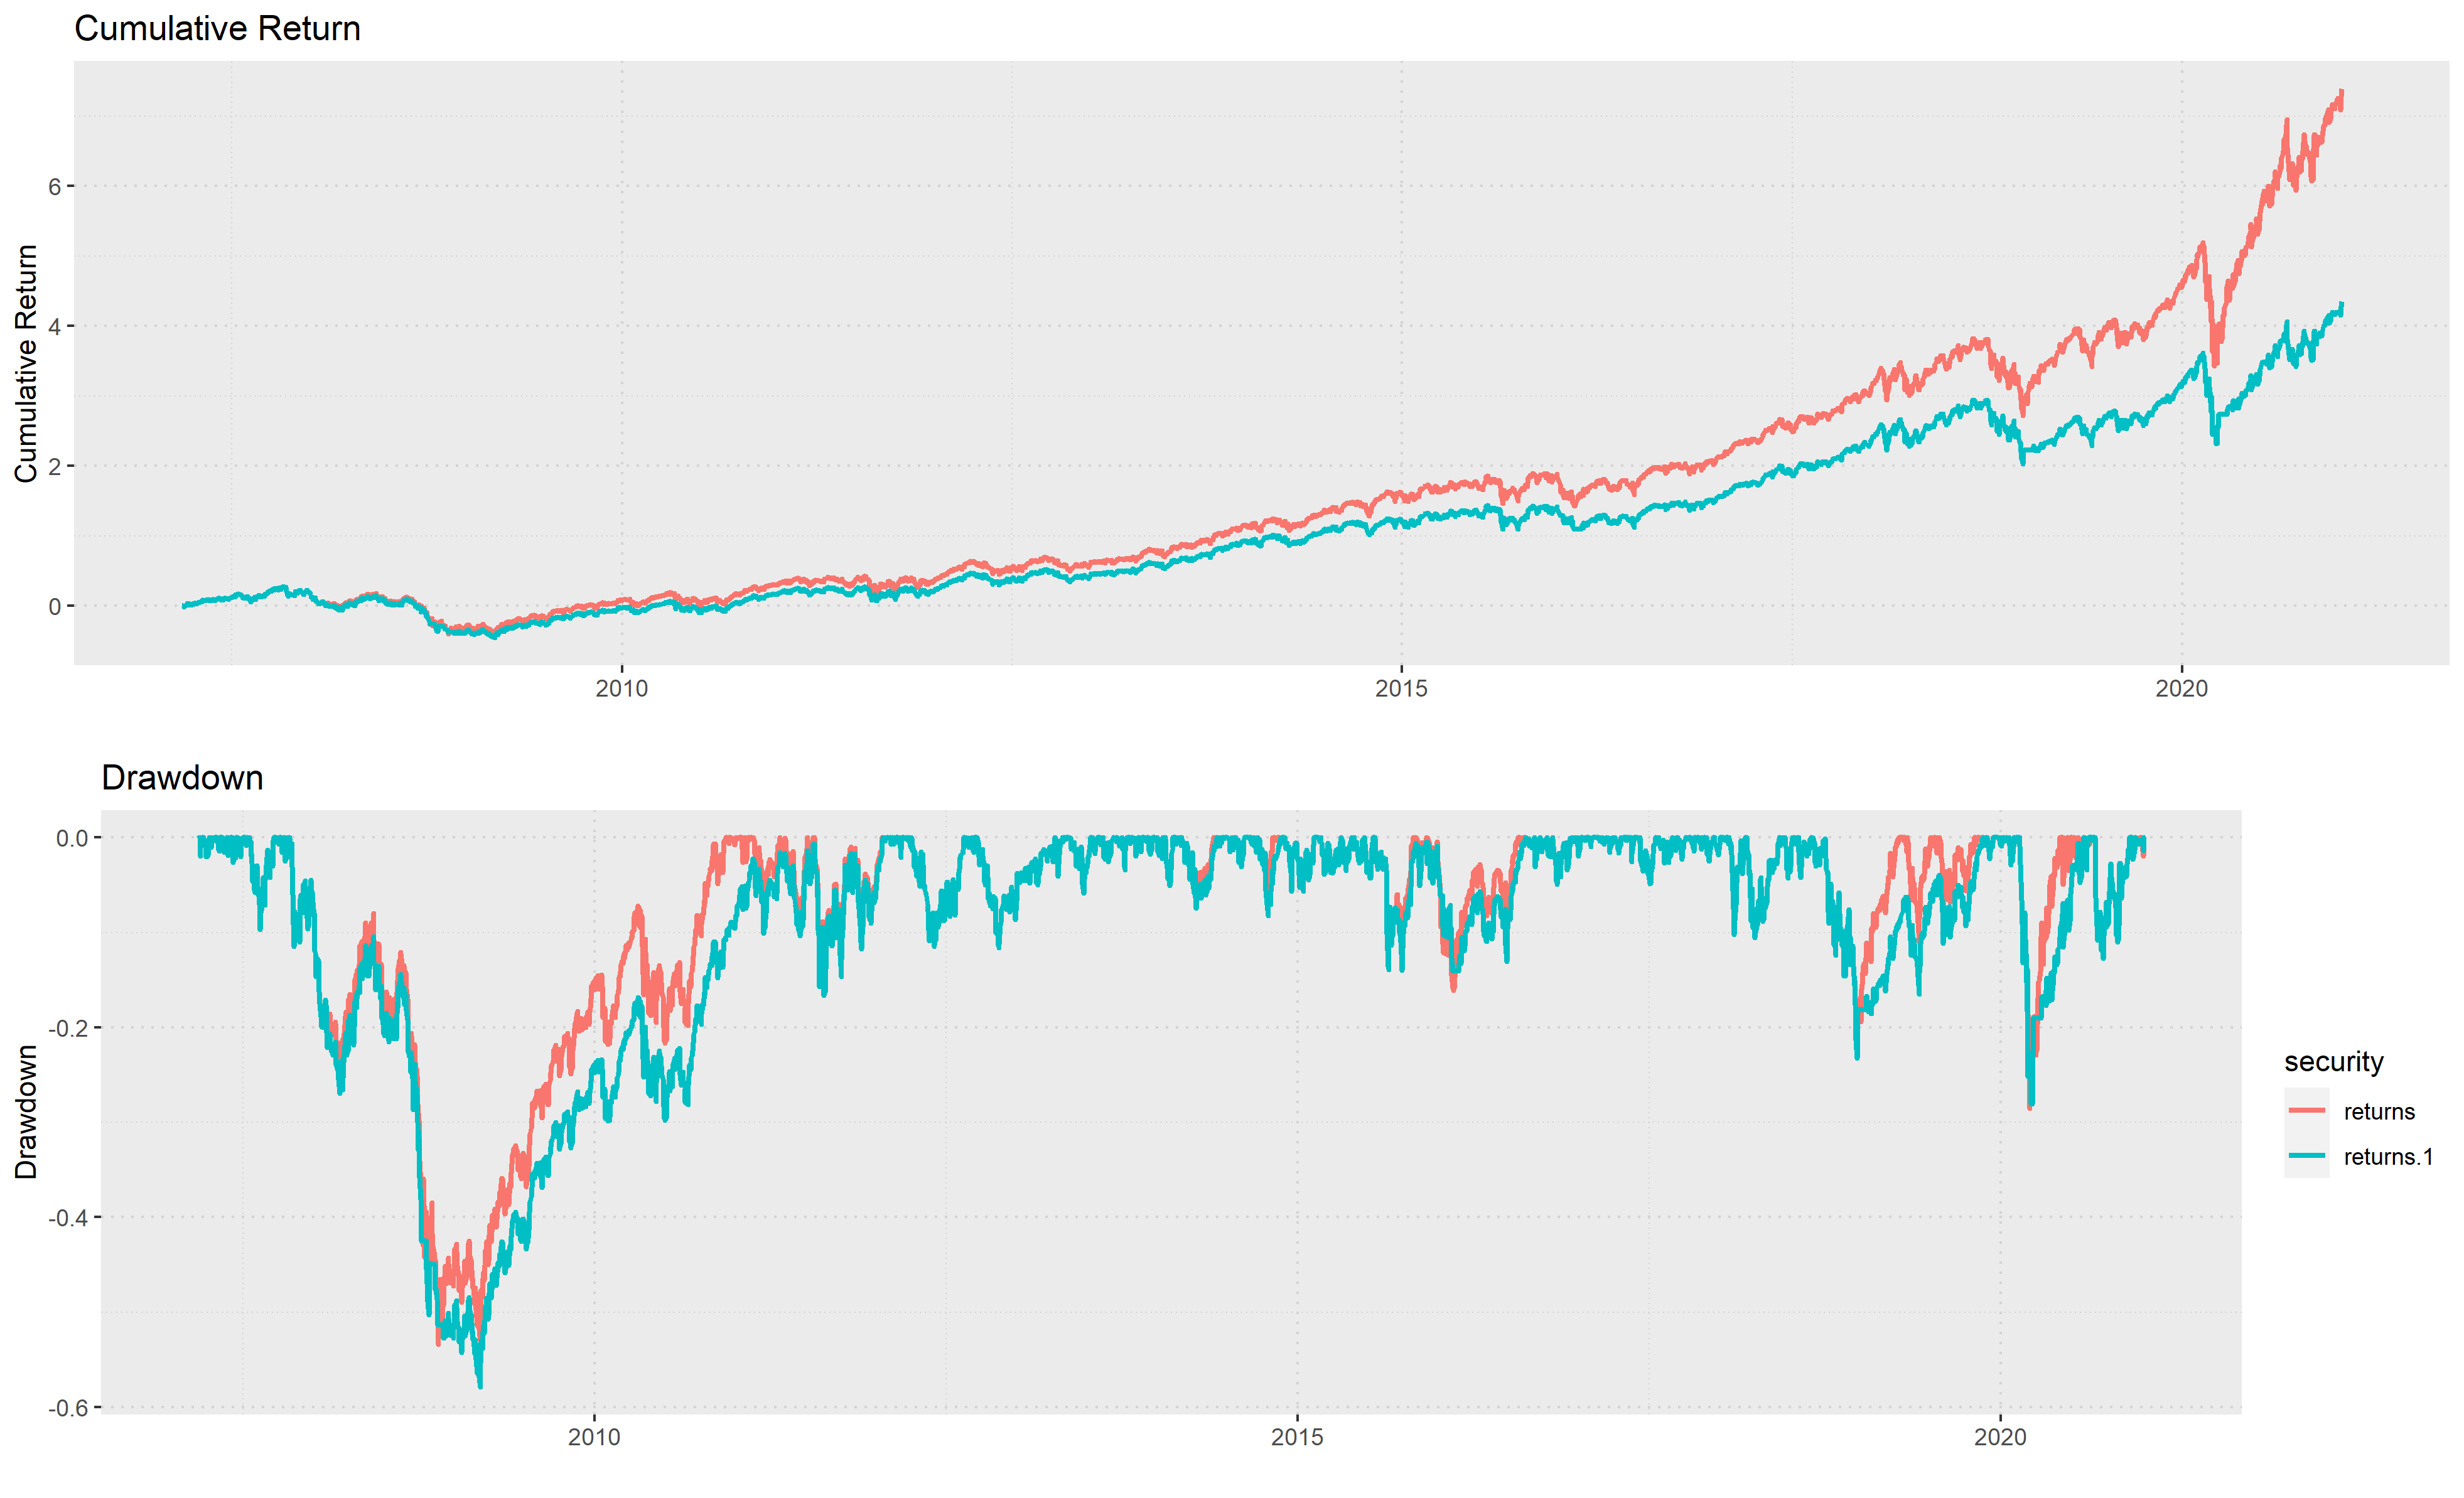 Cumulative Return
Cumulative Return
6
4
2
0
2010 2015 2020
Drawdown
Drawdown
0.0
-0.2
-0.4
-0.6
2010 2015 2020
security
returns
returns.1